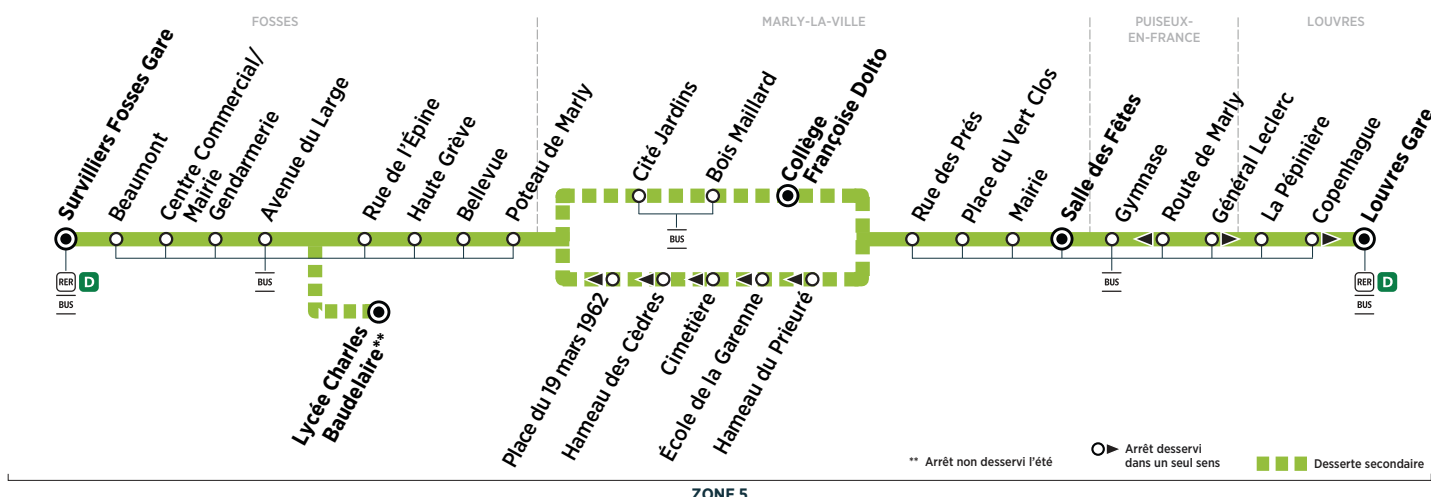 FOSSES
MARLY-LA-VILLE
PUISEUX-
EN-FRANCE
LOUVRES
Survilliers Fosses Gare
Beaumont
Centre Commercial/
Mairie
Gendarmerie
Avenue du Large
Rue de l'Épine
Haute Grève
Bellevue
Poteau de Marly
Cité Jardins
Bois Maillard
Collège
Françoise Dolto
Rue des Prés
Place du Vert Clos
Mairie
Salle des Fêtes
Gymnase
Route de Marly
Général Leclerc
La Pépinière
Copenhague
Louvres Gare
RER D
BUS
BUS
BUS
BUS
RER D
BUS
Lycée Charles
Baudelaire**
Place du 19 mars 1962
Hameau des Cèdres
Cimetière
École de la Garenne
Hameau du Prieuré
** Arrêt non desservi l'été
Arrêt desservi
dans un seul sens
Desserte secondaire
ZONE 5